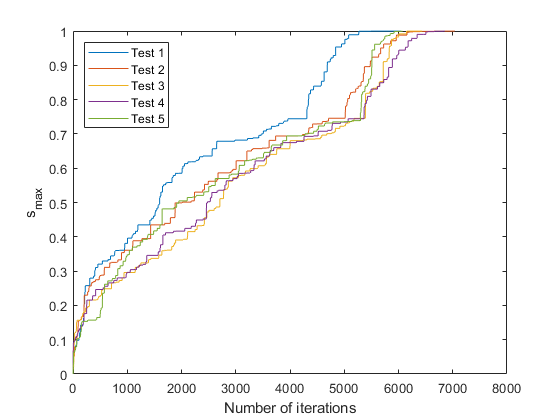 1
0.9
0.8
0.7
0.6
0.5
0.4
0.3
0.2
0.1
0
s_max
Test 1
Test 2
Test 3
Test 4
Test 5
0 1000 2000 3000 4000 5000 6000 7000 8000
Number of iterations